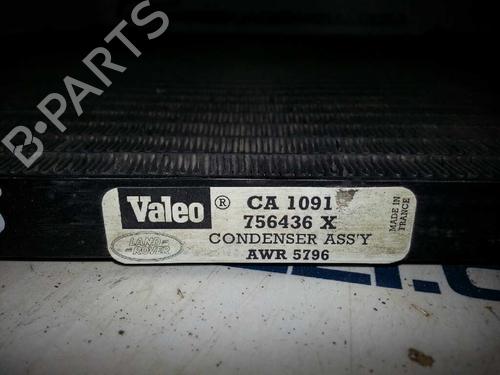 B-PARTS
Valeo ® CA 1091
756436 X
CONDENSER ASS'Y
AWR 5796
LAND-
ROVER
MADE IN
FRANCE